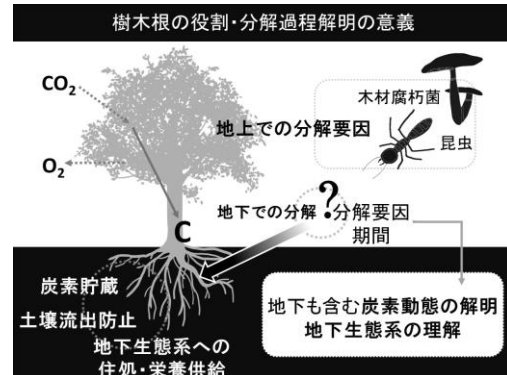 樹木根の役割・分解過程解明の意義
CO2
O2
C
木材腐朽菌
地上での分解要因
昆虫
地下での分解
?
分解要因
期間
炭素貯蔵
土壌流出防止
地下生態系への
住処・栄養供給
地下も含む炭素動態の解明
地下生態系の理解